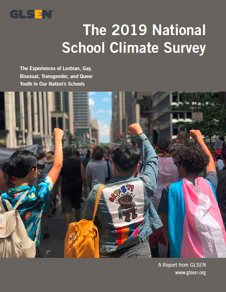 GLSEN
The 2019 National
School Climate Survey
The Experiences of Lesbian, Gay,
Bisexual, Transgender, and Queer
Youth in Our Nation's Schools
A Report from GLSEN
www.glsen.org